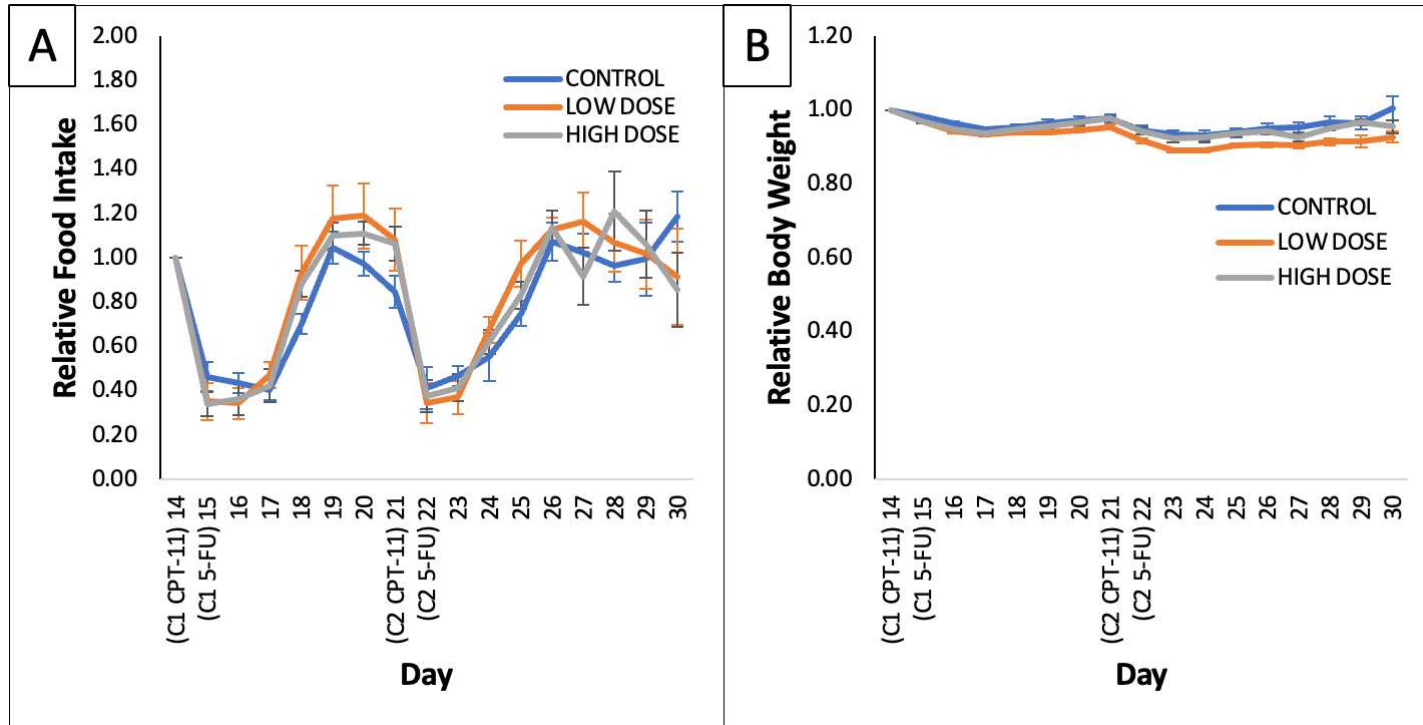 A
2.00
1.80
1.60
1.40
1.20
1.00
0.80
0.60
0.40
0.20
0.00
Relative Food Intake
CONTROL
LOW DOSE
HIGH DOSE
(C1 CPT-11) 14
(C1 5-FU) 15
16
17
18
19
20
(C2 CPT-11) 21
(C2 5-FU) 22
23
24
25
26
27
28
29
30
Day
B
1.20
1.00
0.80
0.60
0.40
0.20
0.00
Relative Body Weight
CONTROL
LOW DOSE
HIGH DOSE
(C1 CPT-11) 14
(C1 5-FU) 15
16
17
18
19
20
(C2 CPT-11) 21
(C2 5-FU) 22
23
24
25
26
27
28
29
30
Day